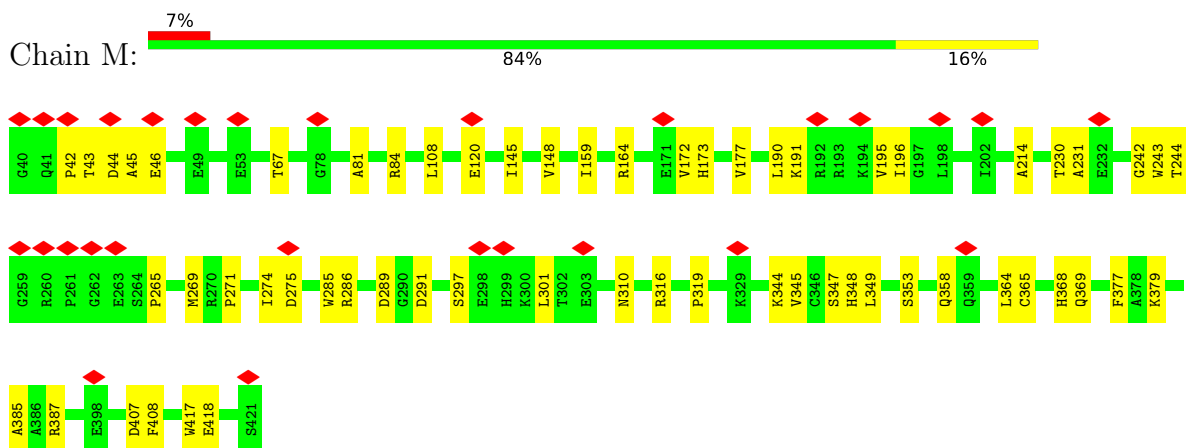 7%
Chain M:
84% 16%
G40 Q41 P42 T43 D44 A45 E46 E49 E53 T67 G78 A81 R84 L108 E120 I145 V148 I159 R164 E171 V172 H173 V177 L190 K191 R192 R193 K194 V195 I196 G197 L198 I202 A214 T230 A231 E232 G242 W243 T244
G259 R260 P261 G262 E263 S264 P265 M269 R270 P271 I274 D275 W285 R286 D289 G290 D291 S297 E298 H299 K300 L301 T302 E303 N310 R316 P319 K329 K344 V345 C346 S347 H348 L349 S353 Q358 Q359 L364 C365 H368 Q369 F377 A378 K379
A385 A386 R387 E398 D407 F408 W417 E418 S421